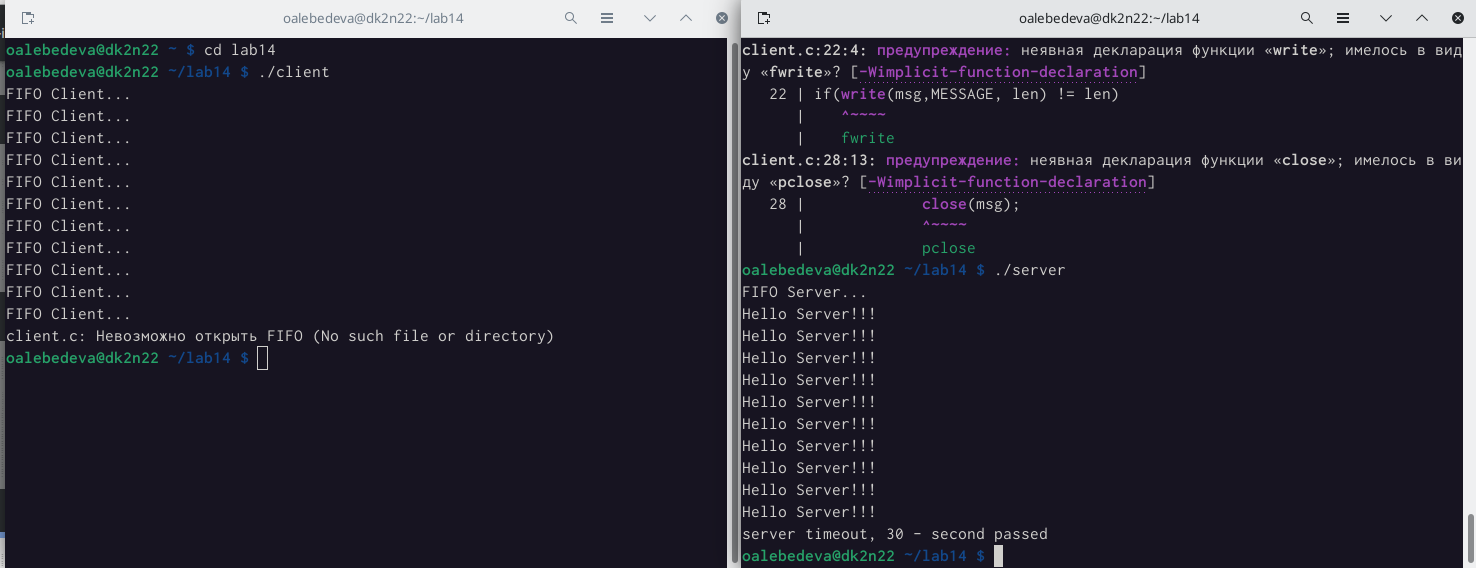 oalebedeva@dk2n22:~/lab14
oalebedeva@dk2n22 ~ $ cd lab14
oalebedeva@dk2n22 ~/lab14 $ ./client
FIFO Client...
FIFO Client...
FIFO Client...
FIFO Client...
FIFO Client...
FIFO Client...
FIFO Client...
FIFO Client...
FIFO Client...
FIFO Client...
FIFO Client...
client.c: Невозможно открыть FIFO (No such file or directory)
oalebedeva@dk2n22 ~/lab14 $
oalebedeva@dk2n22:~/lab14
client.c:22:4: предупреждение: неявная декларация функции «write»; имелось в вид
у «fwrite»? [-Wimplicit-function-declaration]
22 | if(write(msg,MESSAGE, len) != len)
| ^~~~~
| fwrite
client.c:28:13: предупреждение: неявная декларация функции «close»; имелось в ви
ду «pclose»? [-Wimplicit-function-declaration]
28 | close(msg);
| ^~~~~
| pclose
oalebedeva@dk2n22 ~/lab14 $ ./server
FIFO Server...
Hello Server!!!
Hello Server!!!
Hello Server!!!
Hello Server!!!
Hello Server!!!
Hello Server!!!
Hello Server!!!
Hello Server!!!
Hello Server!!!
Hello Server!!!
server timeout, 30 - second passed
oalebedeva@dk2n22 ~/lab14 $